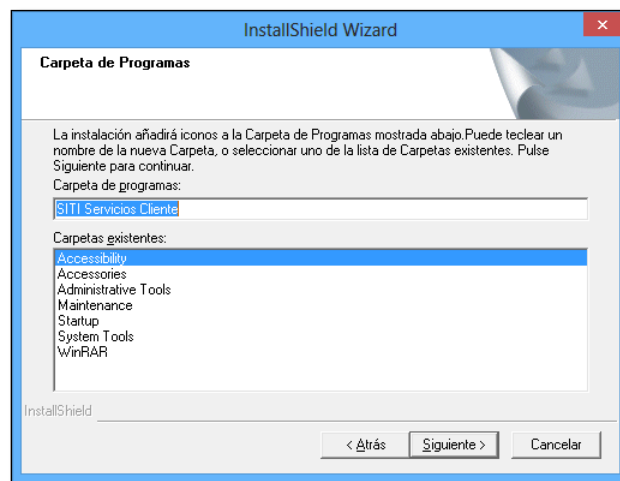 InstallShield Wizard
Carpeta de Programas
La instalación añadirá iconos a la Carpeta de Programas mostrada abajo.Puede teclear un
nombre de la nueva Carpeta, o seleccionar uno de la lista de Carpetas existentes. Pulse
Siguiente para continuar.
Carpeta de programas:
SITI Servicios Cliente
Carpetas existentes:
Accessibility
Accessories
Administrative Tools
Maintenance
Startup
System Tools
WinRAR
InstallShield
< Atrás Siguiente > Cancelar